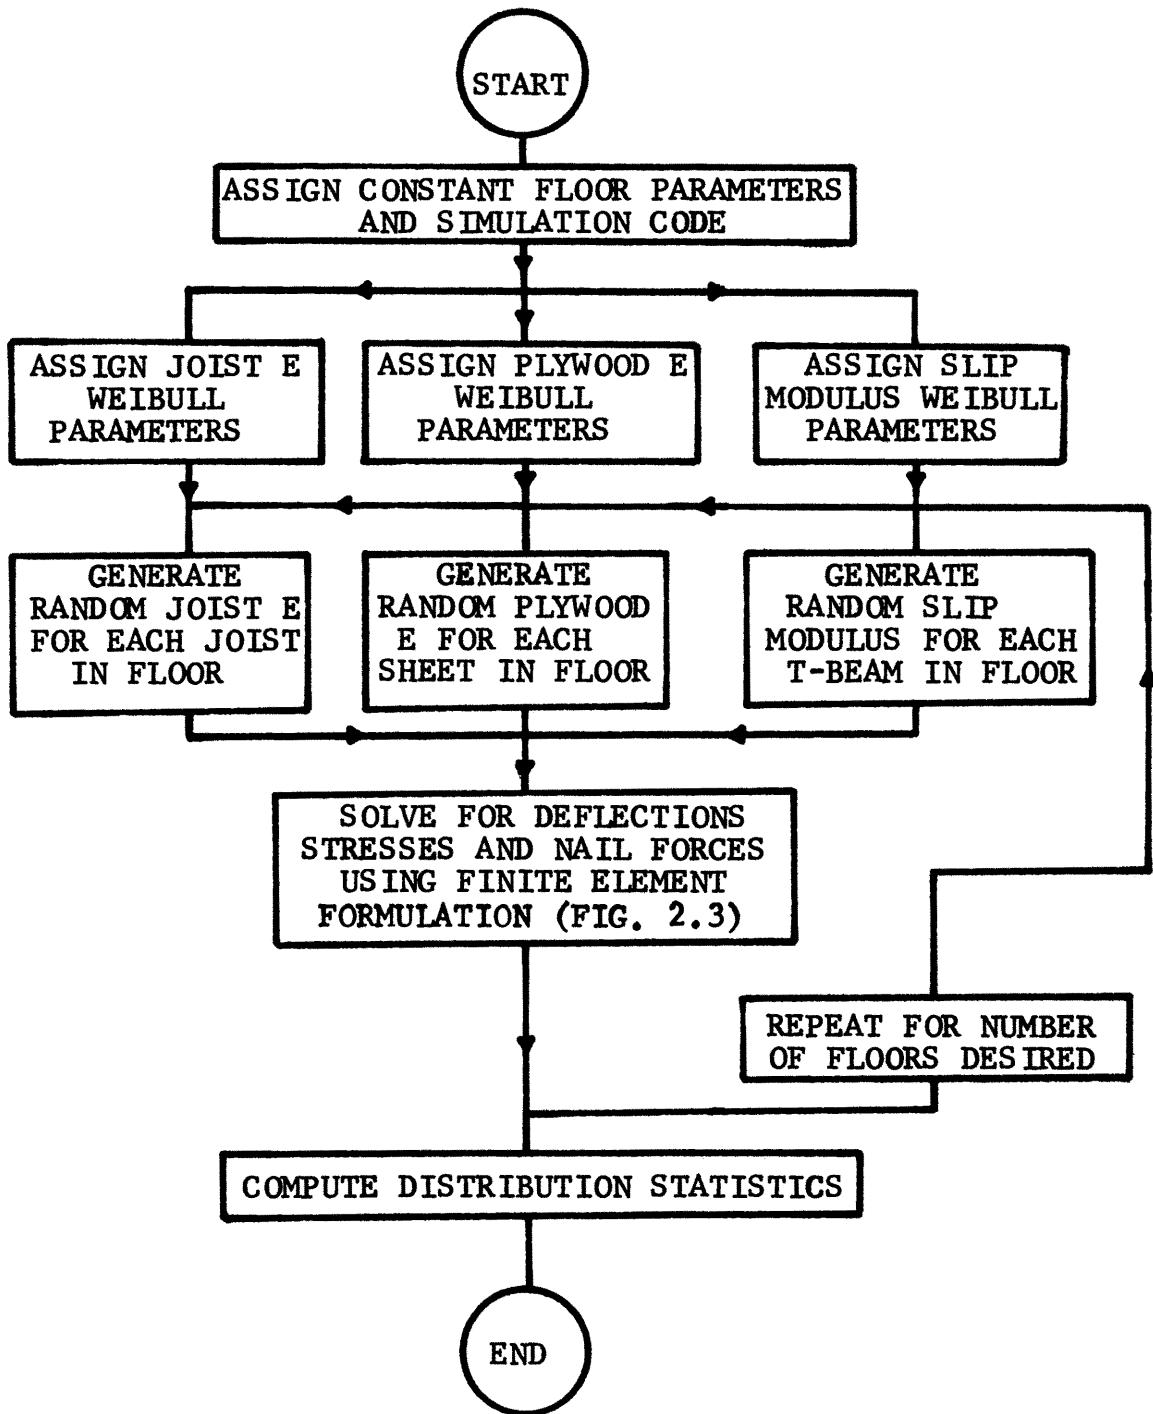 START
ASSIGN CONSTANT FLOOR PARAMETERS
AND SIMULATION CODE
ASSIGN JOIST E
WEIBULL
PARAMETERS
ASSIGN PLYWOOD E
WEIBULL
PARAMETERS
ASSIGN SLIP
MODULUS WEIBULL
PARAMETERS
GENERATE
RANDOM JOIST E
FOR EACH JOIST
IN FLOOR
GENERATE
RANDOM PLYWOOD
E FOR EACH
SHEET IN FLOOR
GENERATE
RANDOM SLIP
MODULUS FOR EACH
T-BEAM IN FLOOR
SOLVE FOR DEFLECTIONS
STRESSES AND NAIL FORCES
USING FINITE ELEMENT
FORMULATION (FIG. 2.3)
REPEAT FOR NUMBER
OF FLOORS DESIRED
COMPUTE DISTRIBUTION STATISTICS
END